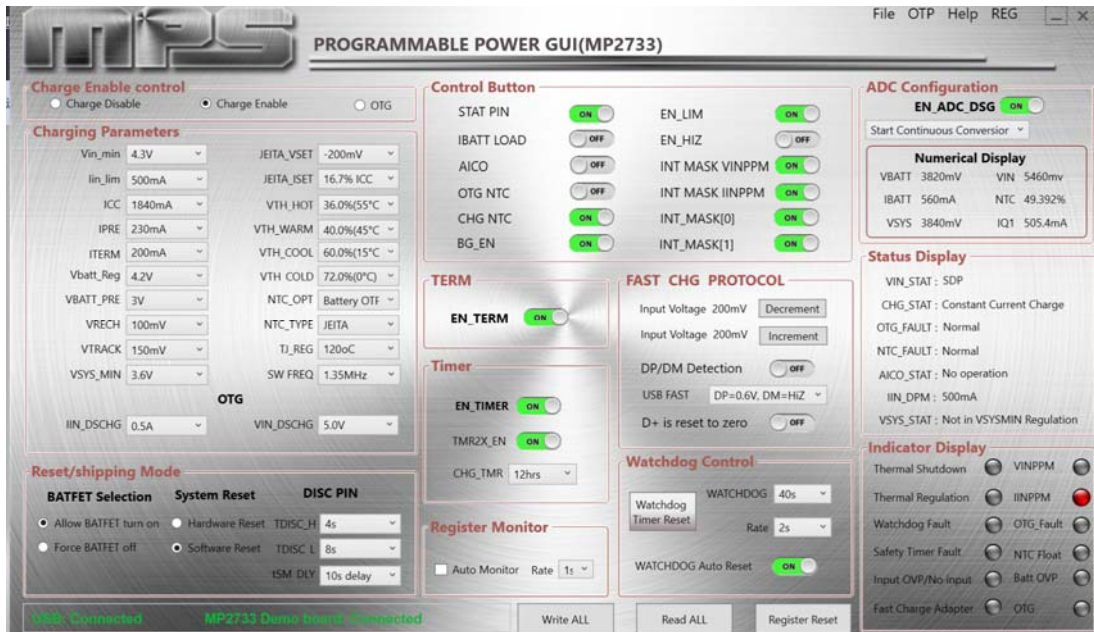 File OTP Help REG
mps
PROGRAMMABLE POWER GUI(MP2733)
Charge Enable control
Charge Disable
Charge Enable
OTG
Charging Parameters
Vin_min 4.3V
Iin_lim 500mA
ICC 1840mA
IPRE 230mA
ITERM 200mA
Vbatt_Reg 4.2V
VBATT_PRE 3V
VRECH 100mV
VTRACK 150mV
VSYS_MIN 3.6V
JEITA_VSET -200mV
JEITA_ISET 16.7% ICC
VTH_HOT 36.0%(55°C
VTH_WARM 40.0%(45°C
VTH_COOL 60.0%(15°C
VTH COLD 72.0%(0°C)
NTC_OPT Battery OTF
NTC_TYPE JEITA
TJ_REG 120oC
SW FREQ 1.35MHz
OTG
IIN_DSCHG 0.5A
VIN_DSCHG 5.0V
Reset/shipping Mode
BATFET Selection
Allow BATFET turn on
Force BATFET off
System Reset
Hardware Reset
Software Reset
DISC PIN
TDISC_H 4s
TDISC L 8s
tSM DLY 10s delay
Control Button
STAT PIN ON
IBATT LOAD OFF
AICO OFF
OTG NTC OFF
CHG NTC ON
BG_EN ON
EN_LIM ON
EN_HIZ OFF
INT MASK VINPPM ON
INT MASK IINPPM ON
INT_MASK[0] ON
INT_MASK[1] ON
TERM
EN_TERM ON
Timer
EN_TIMER ON
TMR2X_EN ON
CHG_TMR 12hrs
Register Monitor
Auto Monitor Rate 1s
FAST CHG PROTOCOL
Input Voltage 200mV Decrement
Input Voltage 200mV Increment
DP/DM Detection OFF
USB FAST DP=0.6V, DM=HiZ
D+ is reset to zero OFF
Watchdog Control
Watchdog
Timer Reset
WATCHDOG 40s
Rate 2s
WATCHDOG Auto Reset ON
ADC Configuration
EN_ADC_DSG ON
Start Continuous Conversior
Numerical Display
VBATT 3820mV VIN 5460mv
IBATT 560mA NTC 49.392%
VSYS 3840mV IQ1 505.4mA
Status Display
VIN_STAT : SDP
CHG_STAT : Constant Current Charge
OTG_FAULT : Normal
NTC_FAULT : Normal
AICO_STAT : No operation
IIN_DPM : 500mA
VSYS_STAT : Not in VSYSMIN Regulation
Indicator Display
Thermal Shutdown VINPPM
Thermal Regulation IINPPM
Watchdog Fault OTG_Fault
Safety Timer Fault NTC Float
Input OVP/No input Batt OVP
Fast Charge Adapter OTG
USB: Connected
MP2733 Demo board: Connected
Write ALL
Read ALL
Register Reset